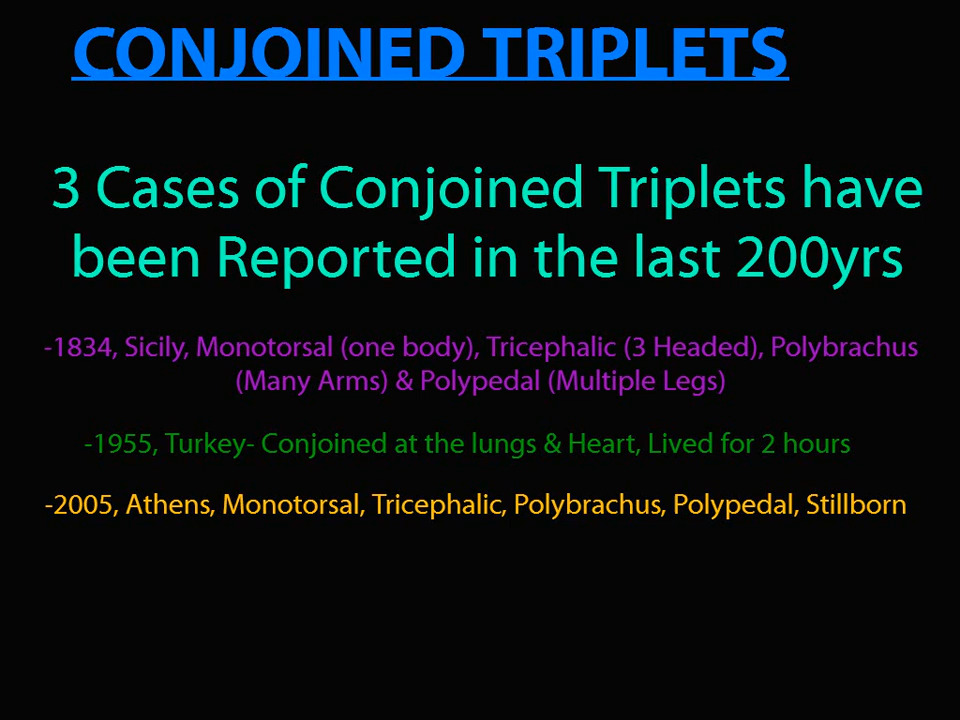 CONJOINED TRIPLETS
3 Cases of Conjoined Triplets have
been Reported in the last 200yrs
-1834, Sicily, Monotorsal (one body), Tricephalic (3 Headed), Polybrachus
(Many Arms) & Polypedal (Multiple Legs)
-1955, Turkey- Conjoined at the lungs & Heart, Lived for 2 hours
-2005, Athens, Monotorsal, Tricephalic, Polybrachus, Polypedal, Stillborn